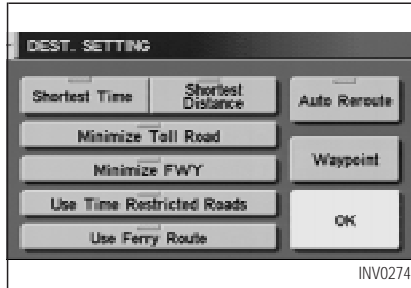 DEST. SETTING
Shortest Time
Shortest
Distance
Auto Reroute
Minimize Toll Road
Minimize FWY
Waypoint
Use Time Restricted Roads
Use Ferry Route
OK
INV0274